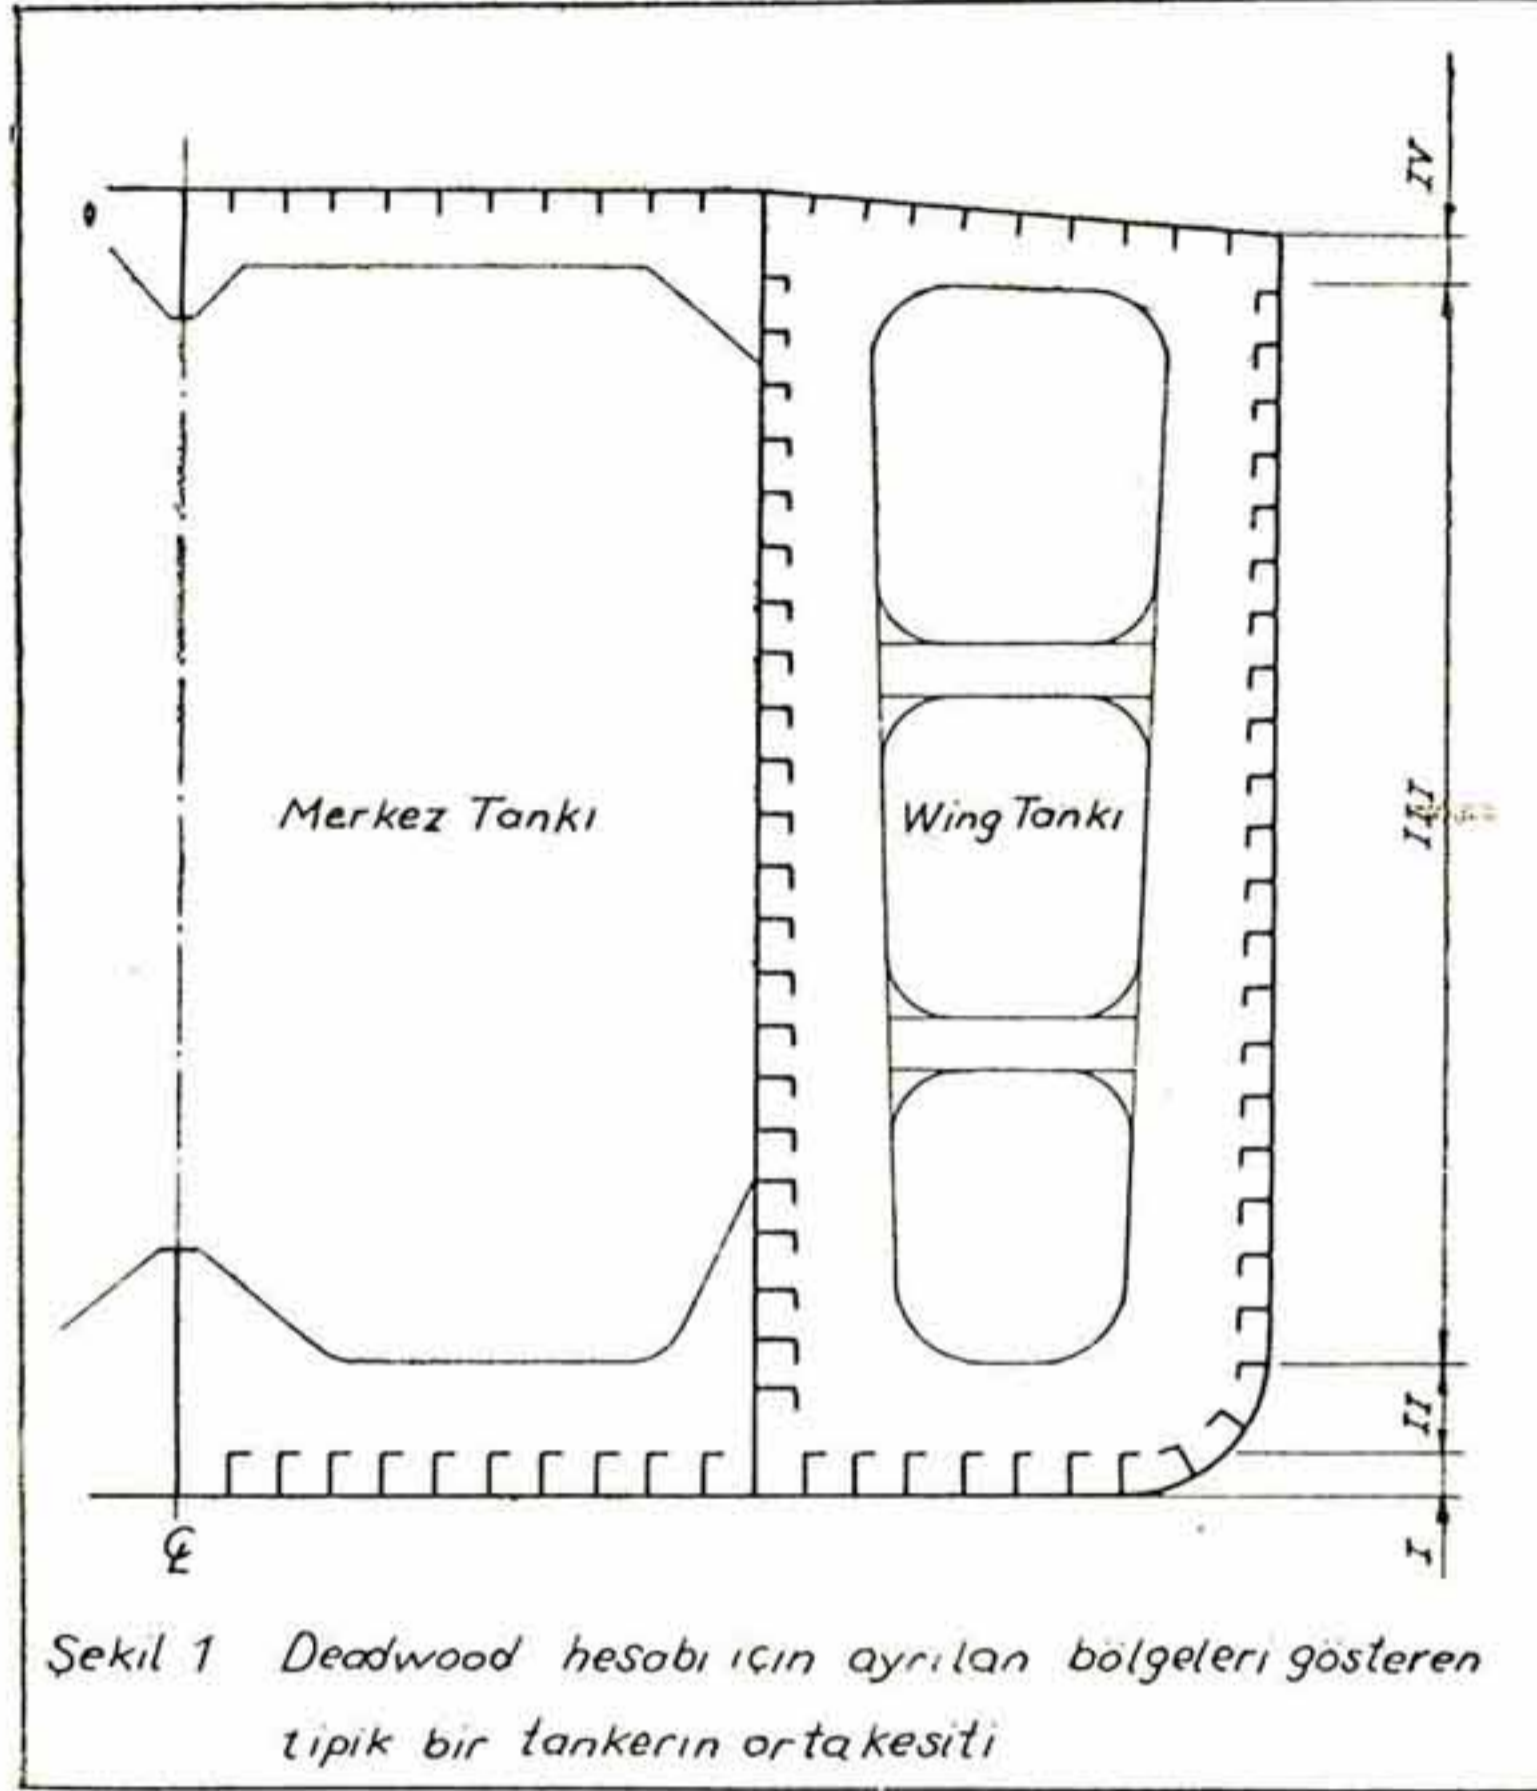 IV
Merkez Tankı
Wing Tankı
III
II
I
℄
Şekil 1 Deadwood hesabı için ayrılan bölgeleri gösteren
tipik bir tankerin ortakesiti